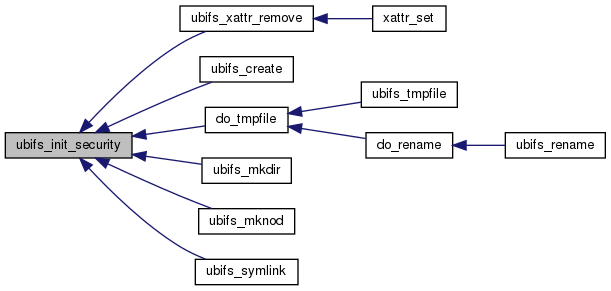 ubifs_xattr_remove
xattr_set
ubifs_create
ubifs_tmpfile
do_tmpfile
ubifs_init_security
do_rename
ubifs_rename
ubifs_mkdir
ubifs_mknod
ubifs_symlink